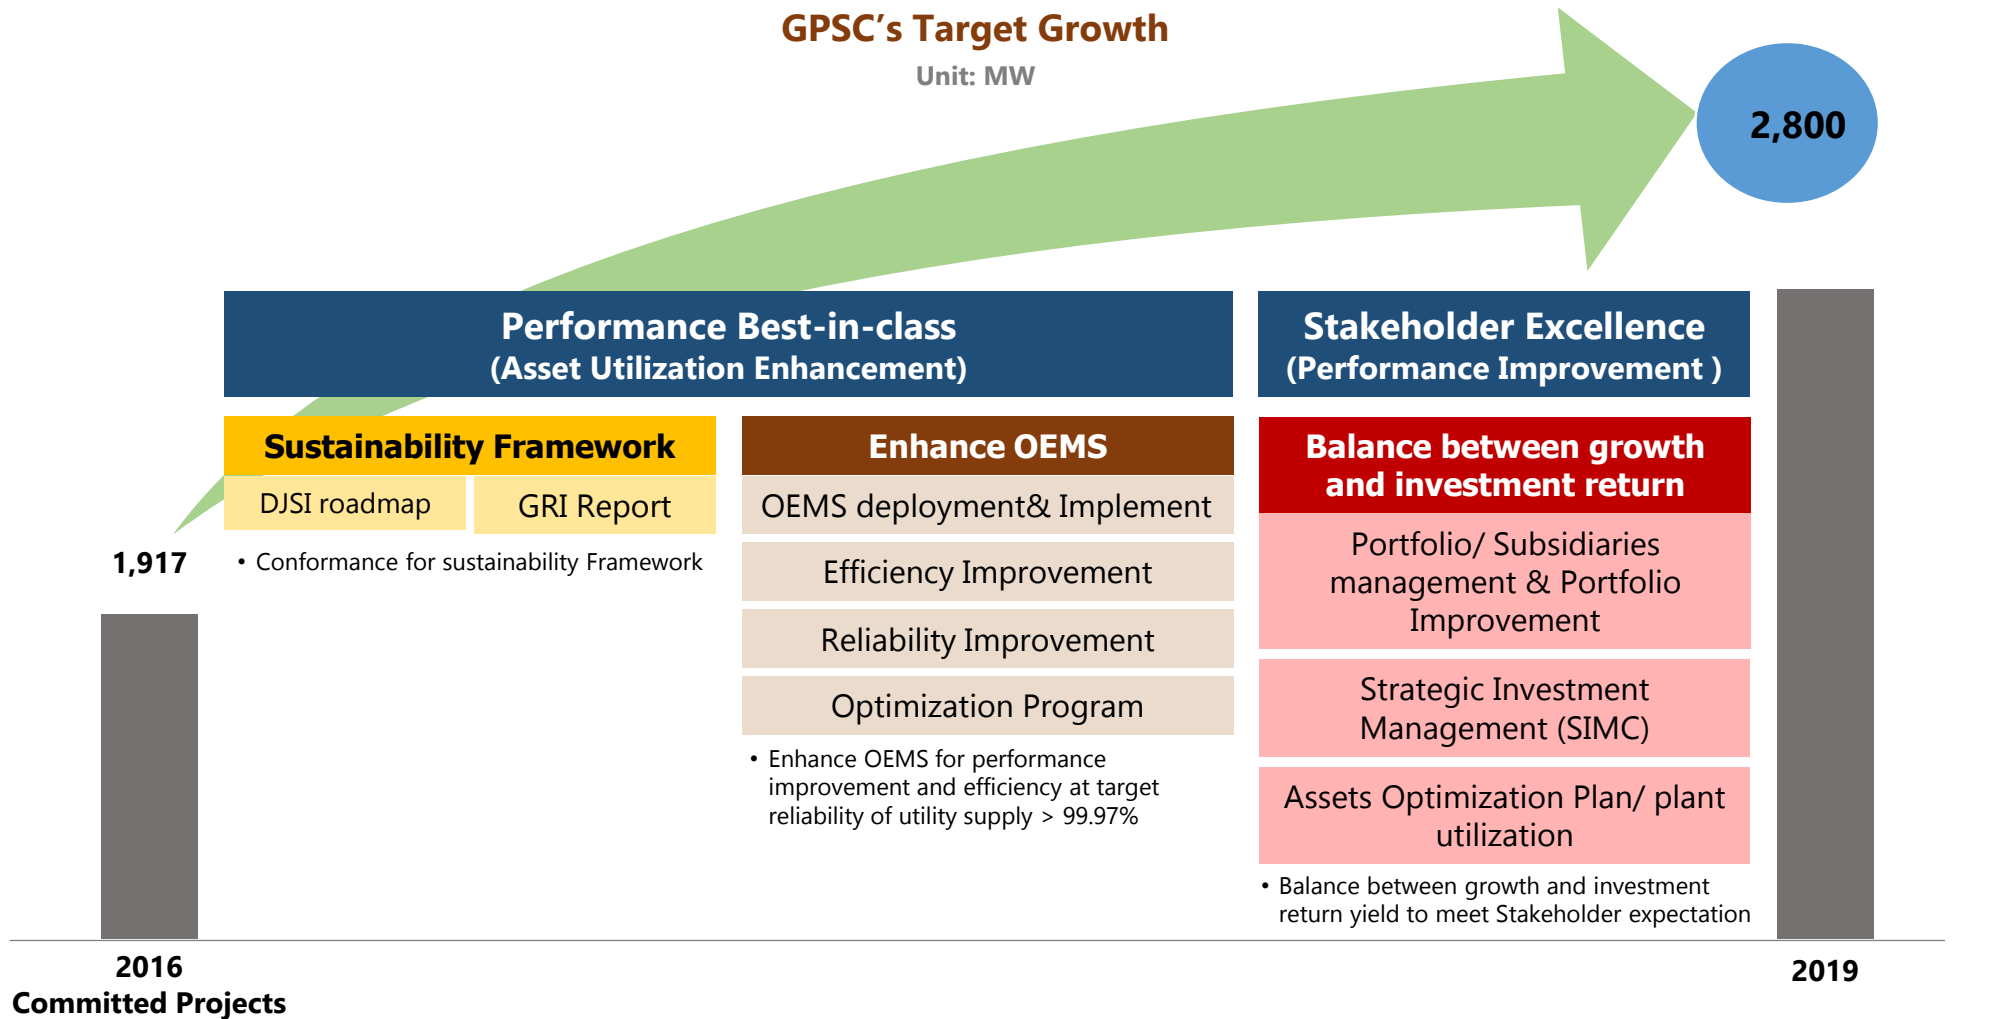 GPSC's Target Growth
Unit: MW
2,800
Performance Best-in-class
(Asset Utilization Enhancement)
Stakeholder Excellence
(Performance Improvement )
Sustainability Framework
DJSI roadmap
GRI Report
• Conformance for sustainability Framework
Enhance OEMS
OEMS deployment& Implement
Efficiency Improvement
Reliability Improvement
Optimization Program
• Enhance OEMS for performance
improvement and efficiency at target
reliability of utility supply > 99.97%
Balance between growth
and investment return
Portfolio/ Subsidiaries
management & Portfolio
Improvement
Strategic Investment
Management (SIMC)
Assets Optimization Plan/ plant
utilization
• Balance between growth and investment
return yield to meet Stakeholder expectation
1,917
2016
Committed Projects
2019